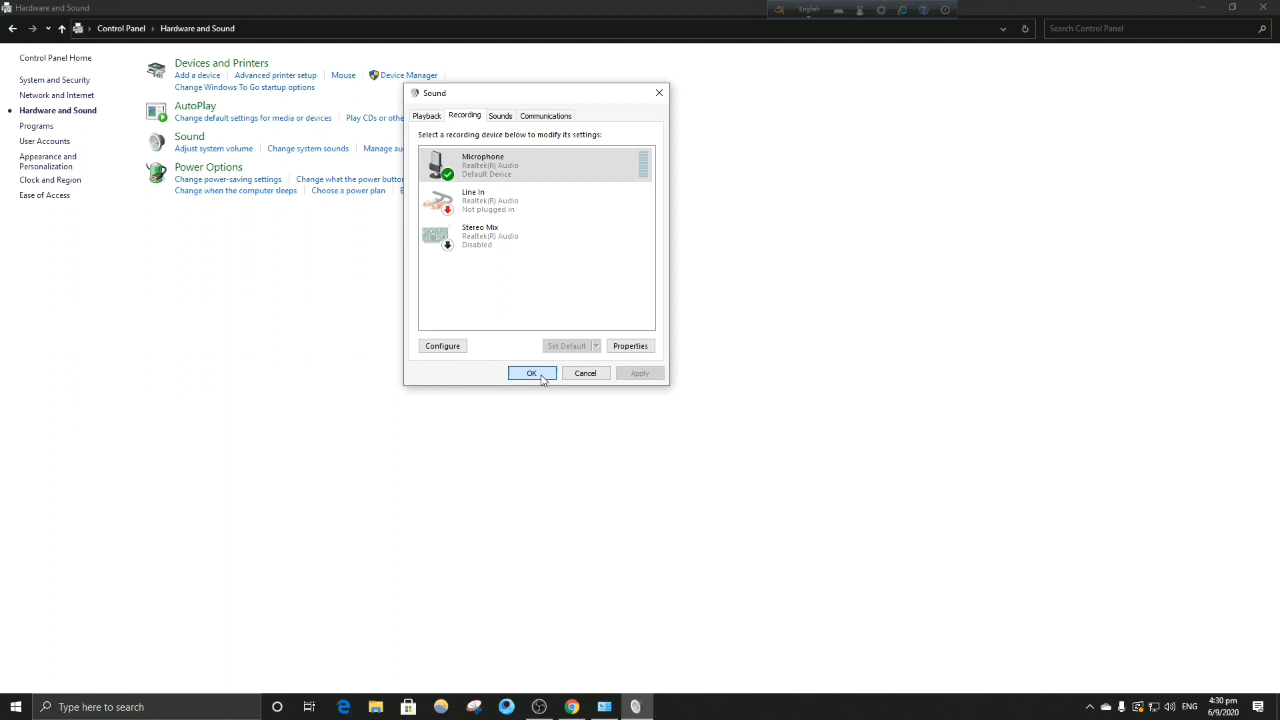 Hardware and Sound
English
Control Panel > Hardware and Sound
Search Control Panel
Control Panel Home
System and Security
Network and Internet
Hardware and Sound
Programs
User Accounts
Appearance and
Personalization
Clock and Region
Ease of Access
Devices and Printers
Add a device
Advanced printer setup
Mouse
Device Manager
Change Windows To Go startup options
AutoPlay
Change default settings for media or devices
Play CDs or othe
Sound
Adjust system volume
Change system sounds
Manage au
Power Options
Change power-saving settings
Change what the power button
Change when the computer sleeps
Choose a power plan
Sound
Playback
Recording
Sounds
Communications
Select a recording device below to modify its settings:
Microphone
Realtek(R) Audio
Default Device
Line In
Realtek(R) Audio
Not plugged in
Stereo Mix
Realtek(R) Audio
Disabled
Configure
Set Default
Properties
OK
Cancel
Apply
Type here to search
ENG
4:30 pm
6/9/2020